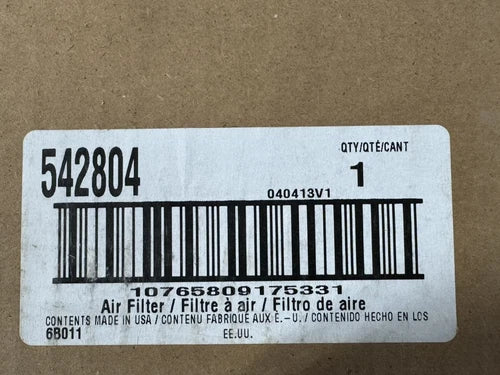 QTY/QTÉ/CANT
542804
1
040413V1
10765809175331
Air Filter / Filtre à air / Filtro de aire
CONTENTS MADE IN USA / CONTENU FABRIQUÉ AUX É.-U. / CONTENIDO HECHO EN LOS
6B011 EE.UU.